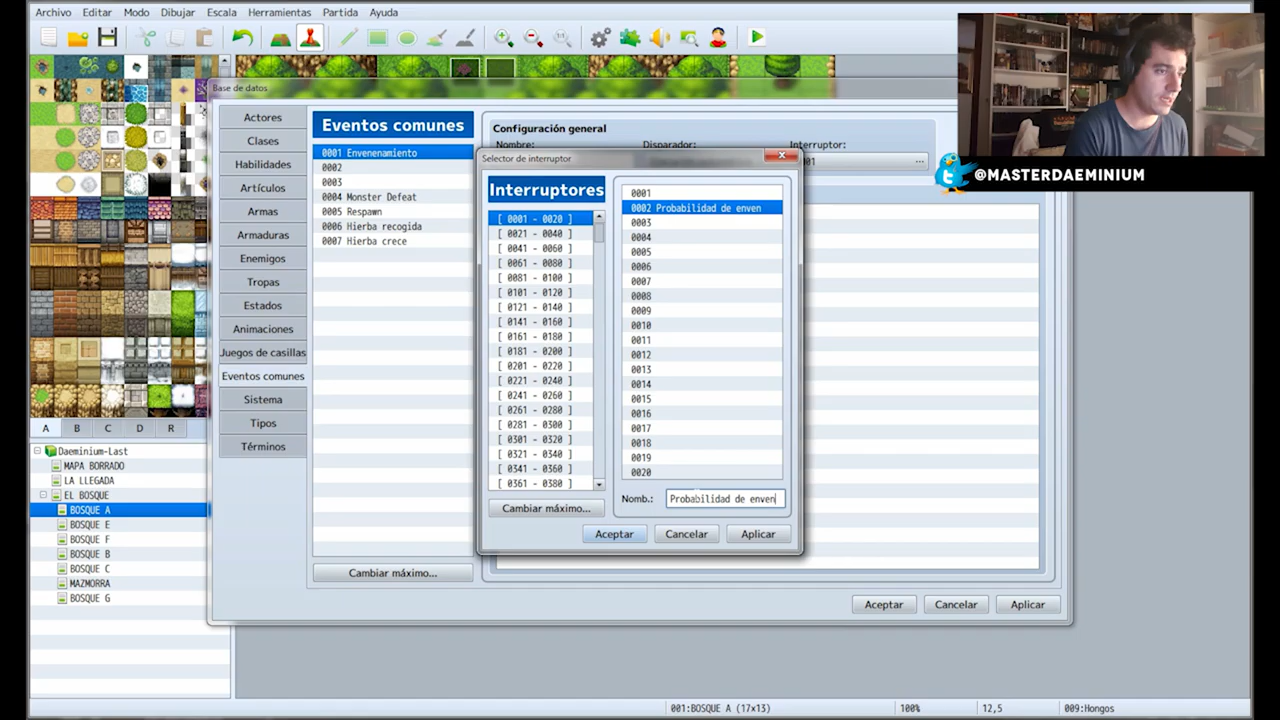 Archivo Editar Modo Dibujar Escala Herramientas Partida Ayuda
@MASTERDAEMINIUM
Base de datos
Actores
Clases
Habilidades
Artículos
Armas
Armaduras
Enemigos
Tropas
Estados
Animaciones
Juegos de casillas
Eventos comunes
Sistema
Tipos
Términos
Eventos comunes
0001 Envenenamiento
0002
0003
0004 Monster Defeat
0005 Respawn
0006 Hierba recogida
0007 Hierba crece
Cambiar máximo...
Configuración general
Nombre: Disparador: Interruptor:
Selector de interruptor
Interruptores
[ 0001 - 0020 ]
[ 0021 - 0040 ]
[ 0041 - 0060 ]
[ 0061 - 0080 ]
[ 0081 - 0100 ]
[ 0101 - 0120 ]
[ 0121 - 0140 ]
[ 0141 - 0160 ]
[ 0161 - 0180 ]
[ 0181 - 0200 ]
[ 0201 - 0220 ]
[ 0221 - 0240 ]
[ 0241 - 0260 ]
[ 0261 - 0280 ]
[ 0281 - 0300 ]
[ 0301 - 0320 ]
[ 0321 - 0340 ]
[ 0341 - 0360 ]
[ 0361 - 0380 ]
Cambiar máximo...
0001
0002 Probabilidad de enven
0003
0004
0005
0006
0007
0008
0009
0010
0011
0012
0013
0014
0015
0016
0017
0018
0019
0020
Nomb.: Probabilidad de enven
Aceptar Cancelar Aplicar
Aceptar Cancelar Aplicar
A B C D R
Daeminium-Last
MAPA BORRADO
LA LLEGADA
EL BOSQUE
BOSQUE A
BOSQUE E
BOSQUE F
BOSQUE B
BOSQUE C
MAZMORRA
BOSQUE G
001:BOSQUE A (17x13) 100% 12,5 009:Hongos